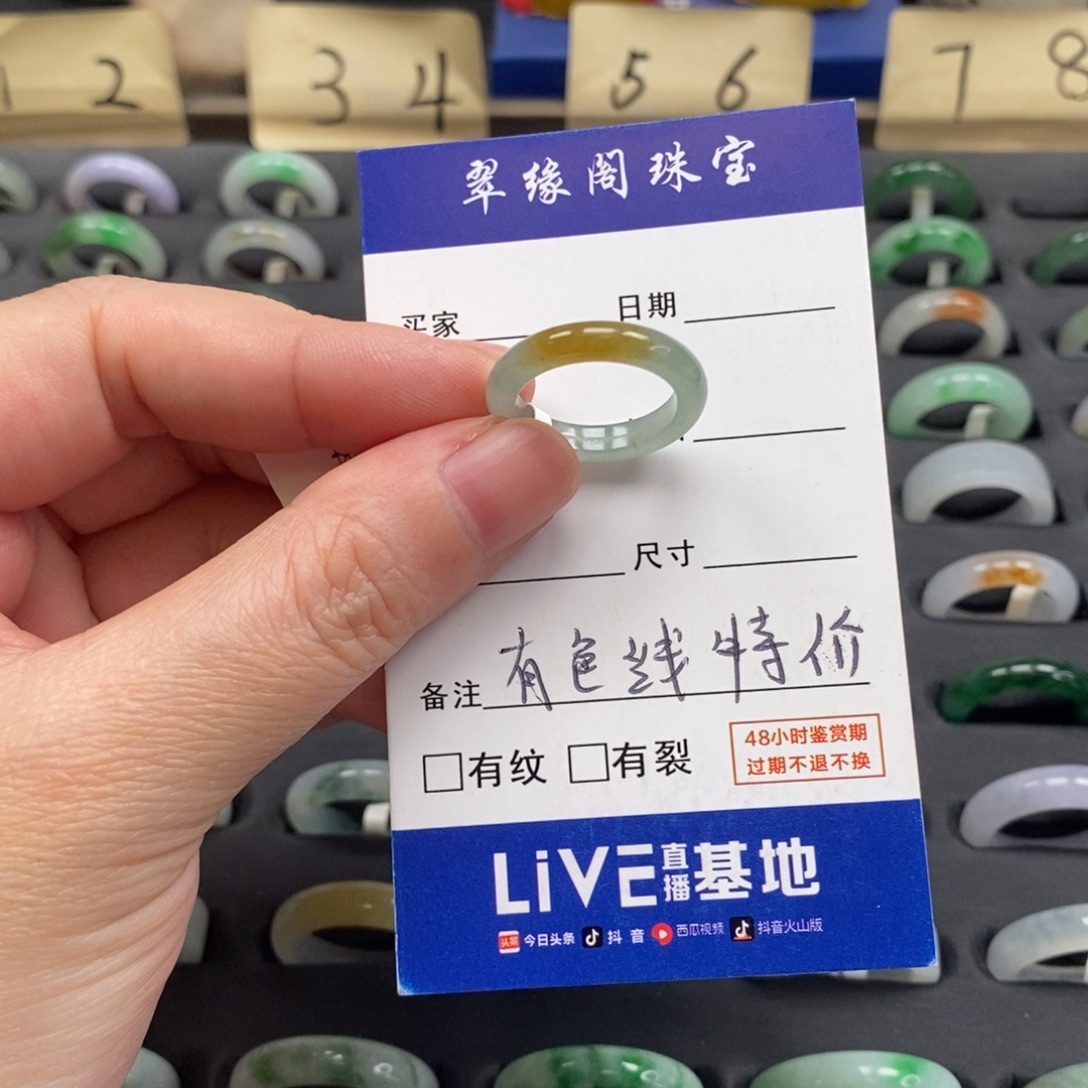 2
3 4
5 6
7 8
翠缘阁珠宝
买家 日期
尺寸
备注 有色线特价
有纹 有裂
48小时鉴赏期
过期不退不换
LiVE直播基地
头条 今日头条 抖音 西瓜视频 抖音火山版